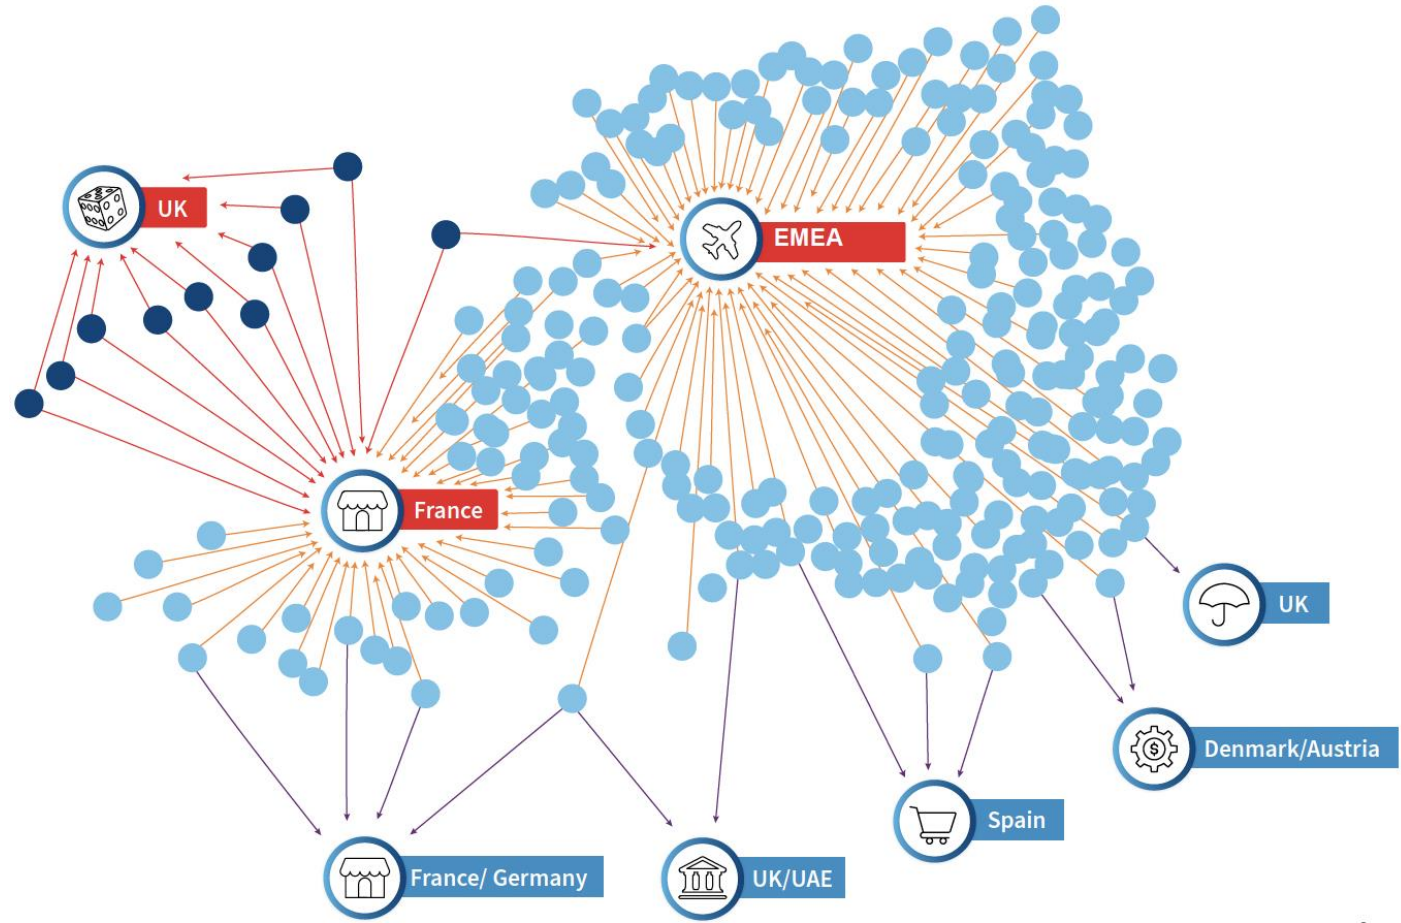 UK
EMEA
France
UK
Denmark/Austria
Spain
France/ Germany
UK/UAE
$